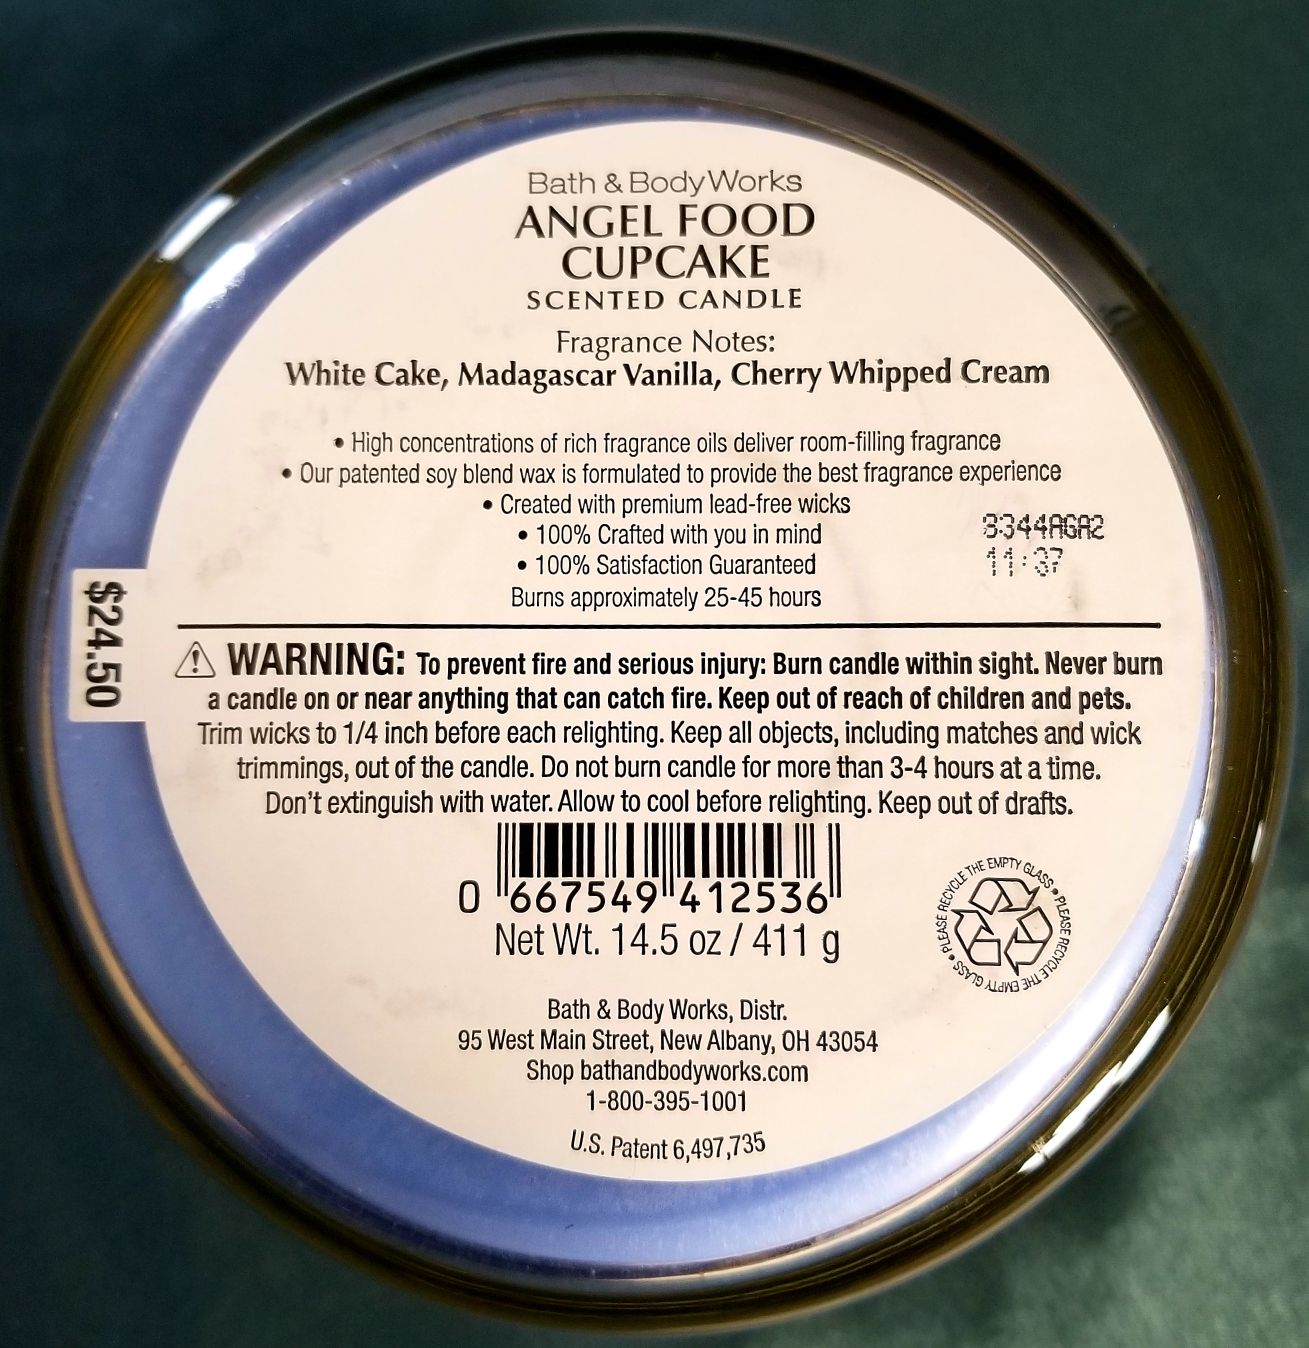 Bath & Body Works
ANGEL FOOD
CUPCAKE
SCENTED CANDLE
Fragrance Notes:
White Cake, Madagascar Vanilla, Cherry Whipped Cream
• High concentrations of rich fragrance oils deliver room-filling fragrance
• Our patented soy blend wax is formulated to provide the best fragrance experience
• Created with premium lead-free wicks
• 100% Crafted with you in mind
• 100% Satisfaction Guaranteed
Burns approximately 25-45 hours
3344AGA2
11:37
$24.50
WARNING: To prevent fire and serious injury: Burn candle within sight. Never burn
a candle on or near anything that can catch fire. Keep out of reach of children and pets.
Trim wicks to 1/4 inch before each relighting. Keep all objects, including matches and wick
trimmings, out of the candle. Do not burn candle for more than 3-4 hours at a time.
Don't extinguish with water. Allow to cool before relighting. Keep out of drafts.
0 667549 412536
Net Wt. 14.5 oz / 411 g
• PLEASE RECYCLE THE EMPTY GLASS • PLEASE RECYCLE THE EMPTY GLASS
Bath & Body Works, Distr.
95 West Main Street, New Albany, OH 43054
Shop bathandbodyworks.com
1-800-395-1001
U.S. Patent 6,497,735